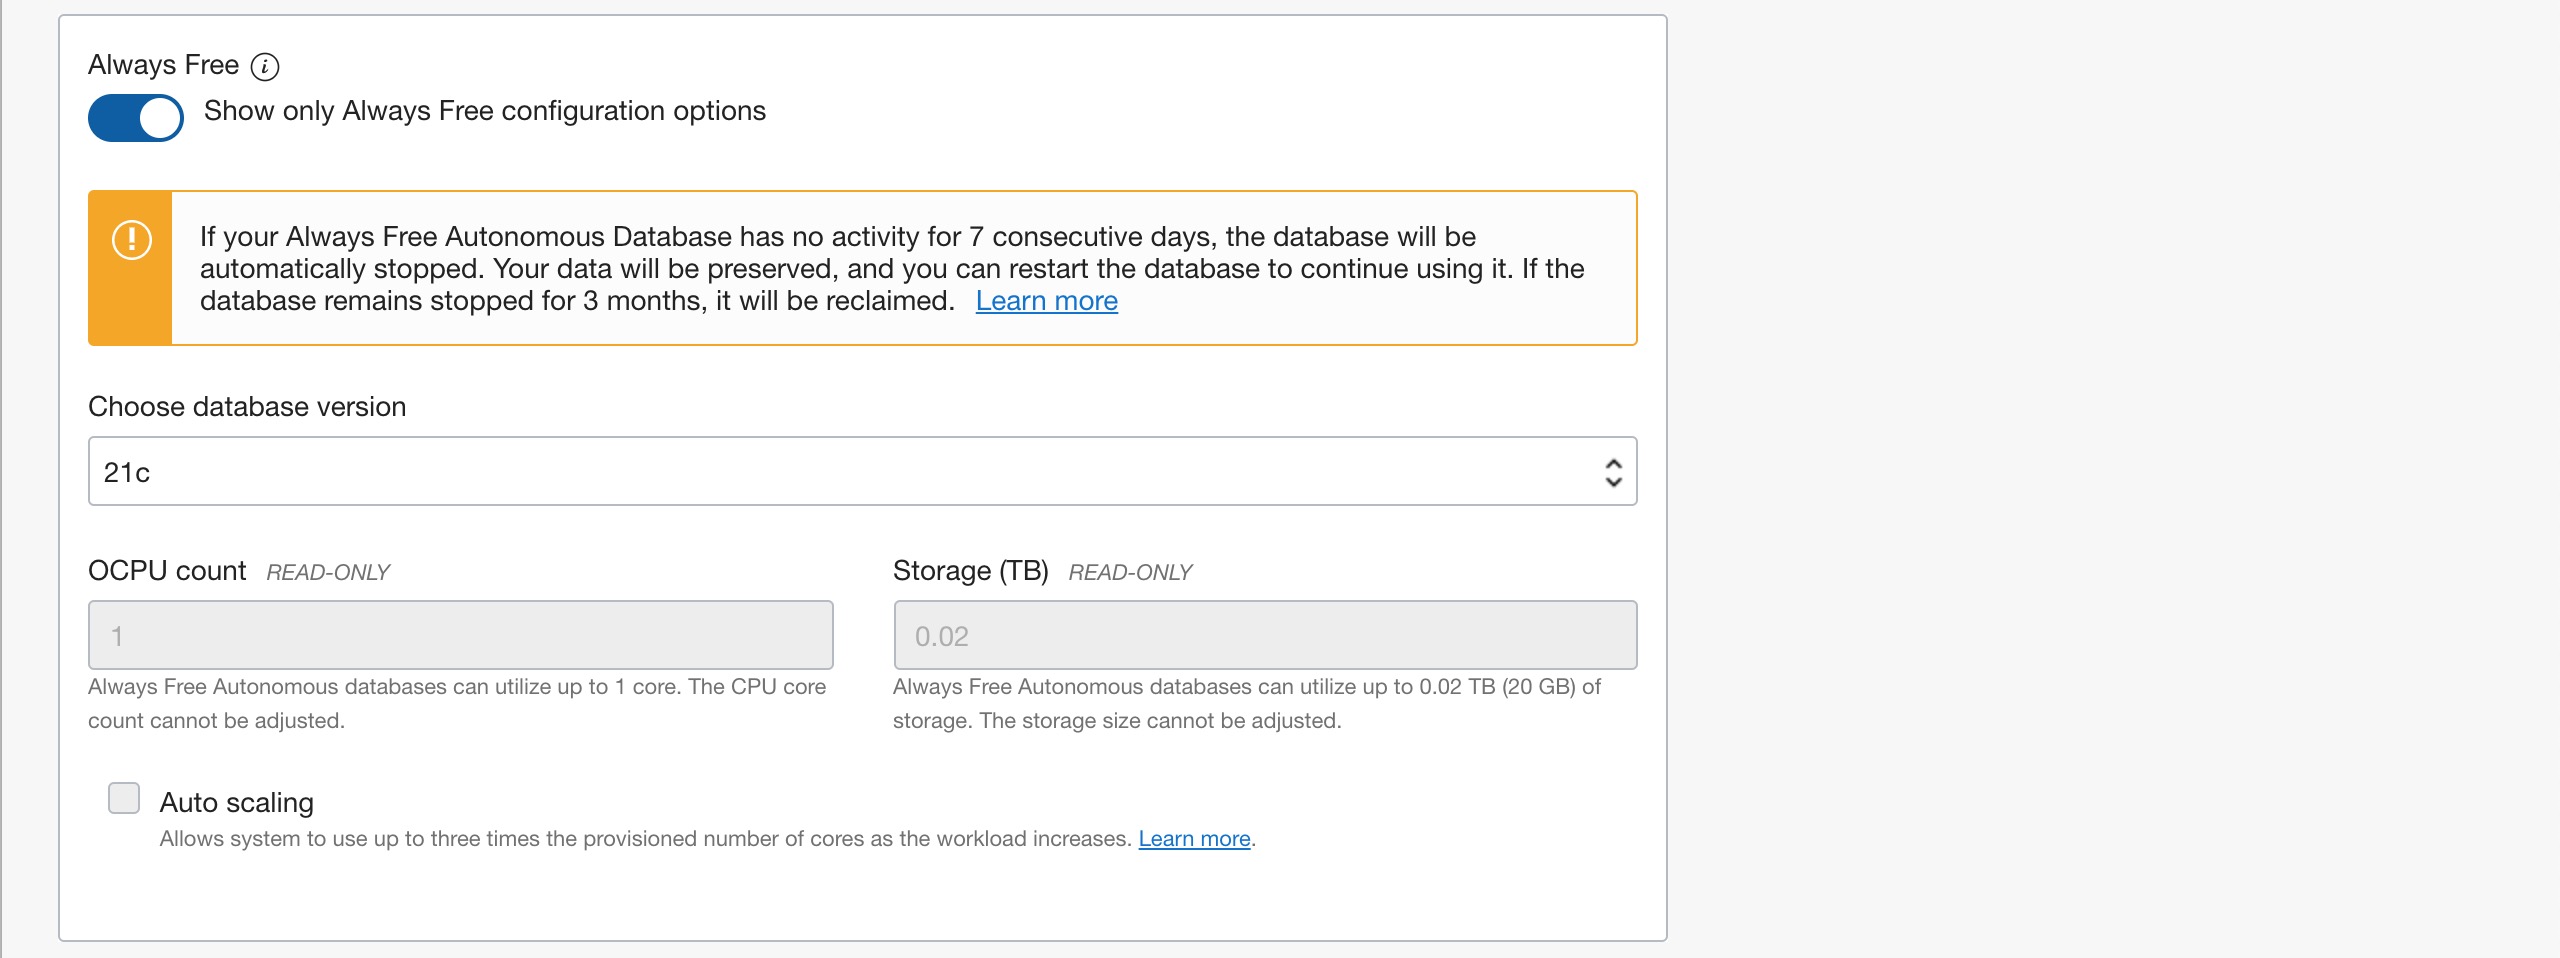 Always Free
Show only Always Free configuration options
If your Always Free Autonomous Database has no activity for 7 consecutive days, the database will be
automatically stopped. Your data will be preserved, and you can restart the database to continue using it. If the
database remains stopped for 3 months, it will be reclaimed. Learn more
Choose database version
21c
OCPU count READ-ONLY
1
Always Free Autonomous databases can utilize up to 1 core. The CPU core
count cannot be adjusted.
Storage (TB) READ-ONLY
0.02
Always Free Autonomous databases can utilize up to 0.02 TB (20 GB) of
storage. The storage size cannot be adjusted.
Auto scaling
Allows system to use up to three times the provisioned number of cores as the workload increases. Learn more.